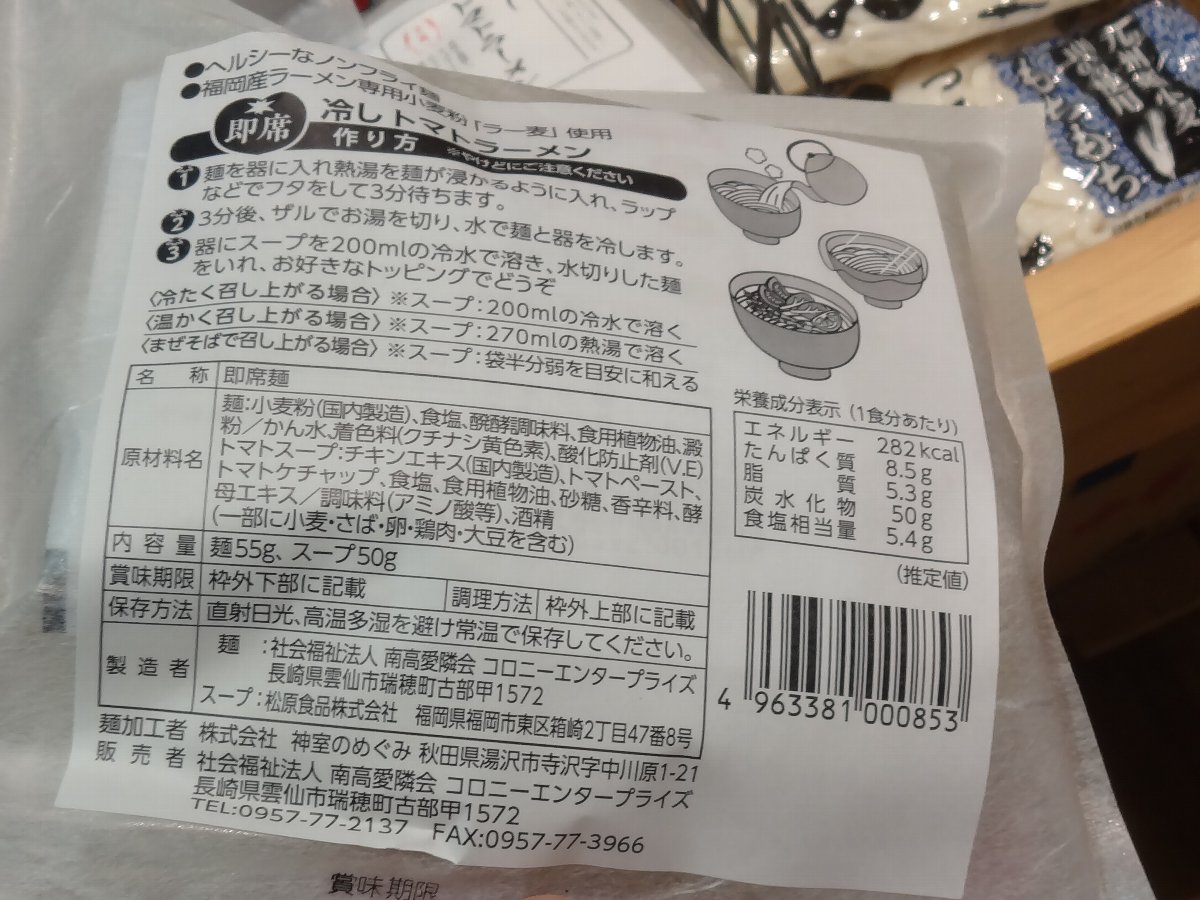 ●ヘルシーなノンフライ麺
●福岡産ラーメン専用小麦粉「ラー麦」使用
即席 冷しトマトラーメン
作り方 ※やけどにご注意ください
1 麺を器に入れ熱湯を麺が浸かるように入れ、ラップ
などでフタをして3分待ちます。
2 3分後、ザルでお湯を切り、水で麺と器を冷します。
3 器にスープを200mlの冷水で溶き、水切りした麺
をいれ、お好きなトッピングでどうぞ
〈冷たく召し上がる場合〉※スープ:200mlの冷水で溶く
〈温かく召し上がる場合〉※スープ:270mlの熱湯で溶く
〈まぜそばで召し上がる場合〉※スープ:袋半分弱を目安に和える
名称 即席麺
原材料名
麺:小麦粉(国内製造)、食塩、醗酵調味料、食用植物油、澱
粉/かん水、着色料(クチナシ黄色素)、酸化防止剤(V.E)
トマトスープ:チキンエキス(国内製造)、トマトペースト、
トマトケチャップ、食塩、食用植物油、砂糖、香辛料、酵
母エキス/調味料(アミノ酸等)、酒精
(一部に小麦・さば・卵・鶏肉・大豆を含む)
内容量 麺55g、スープ50g
賞味期限 枠外下部に記載 調理方法 枠外上部に記載
保存方法 直射日光、高温多湿を避け常温で保存してください。
製造者
麺 :社会福祉法人 南高愛隣会 コロニーエンタープライズ
長崎県雲仙市瑞穂町古部甲1572
スープ:松原食品株式会社 福岡県福岡市東区箱崎2丁目47番8号
麺加工者 株式会社 神室のめぐみ 秋田県湯沢市寺沢字中川原1-21
販売者 社会福祉法人 南高愛隣会 コロニーエンタープライズ
長崎県雲仙市瑞穂町古部甲1572
TEL:0957-77-2137 FAX:0957-77-3966
栄養成分表示(1食分あたり)
エネルギー 282kcal
たんぱく質 8.5g
脂質 5.3g
炭水化物 50g
食塩相当量 5.4g
(推定値)
4 963381 000853
賞味期限